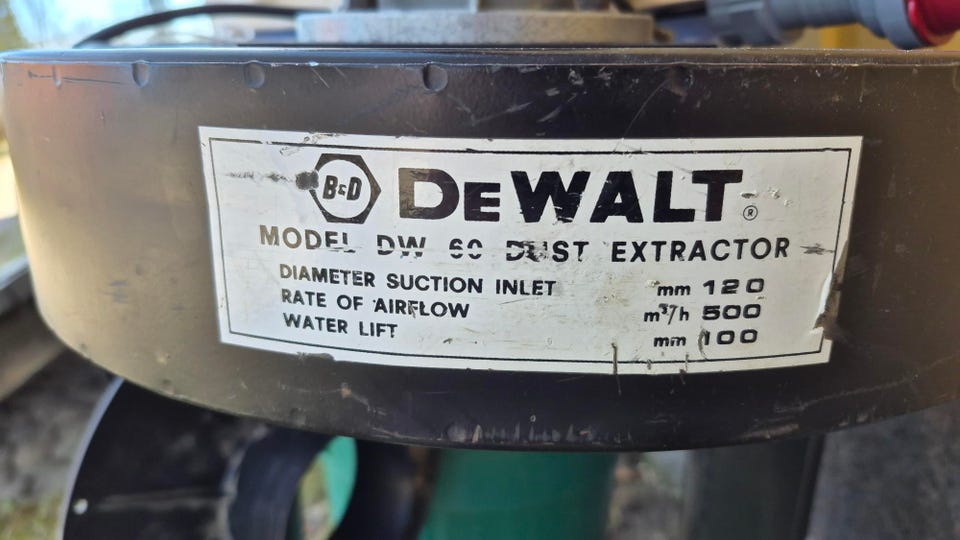 B&D DEWALT ®
MODEL DW 60 DUST EXTRACTOR
DIAMETER SUCTION INLET mm 120
RATE OF AIRFLOW m³/h 500
WATER LIFT mm 100